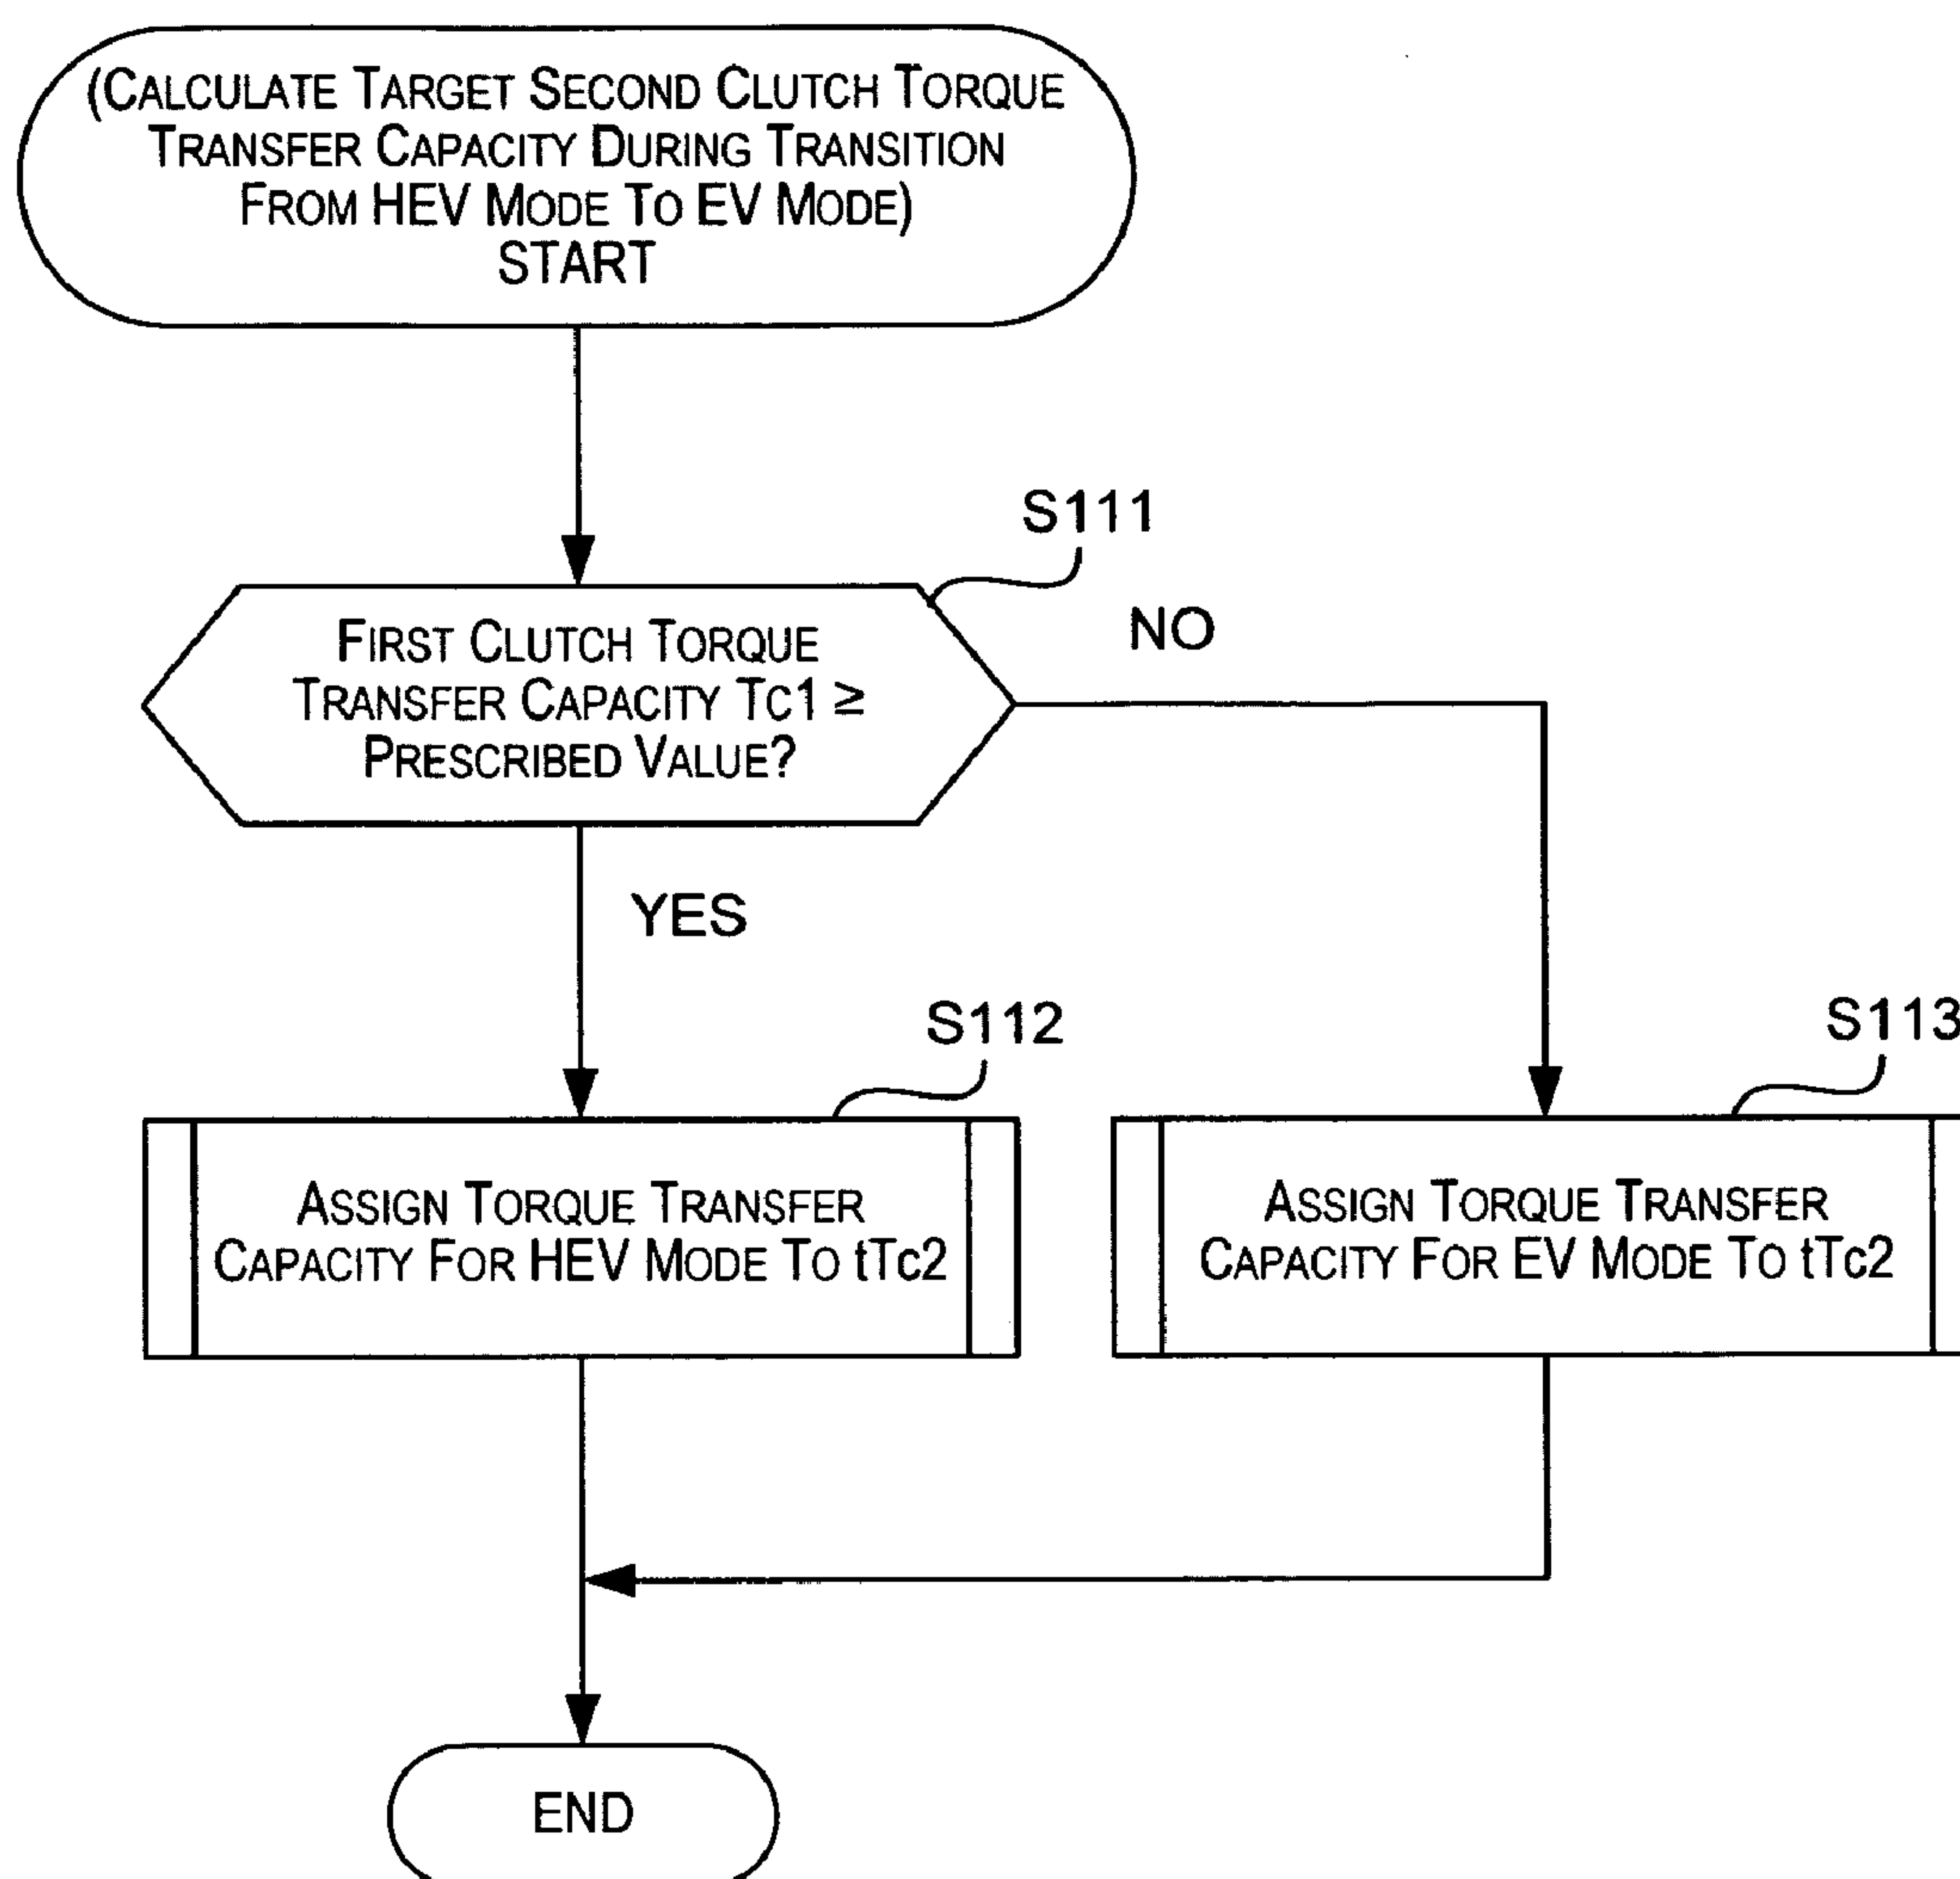 (Calculate Target Second Clutch Torque
Transfer Capacity During Transition
From HEV Mode To EV Mode)
START
S111
First Clutch Torque
Transfer Capacity Tc1 ≥
Prescribed Value?
NO
YES
S112
S113
Assign Torque Transfer
Capacity For HEV Mode To tTc2
Assign Torque Transfer
Capacity For EV Mode To tTc2
END